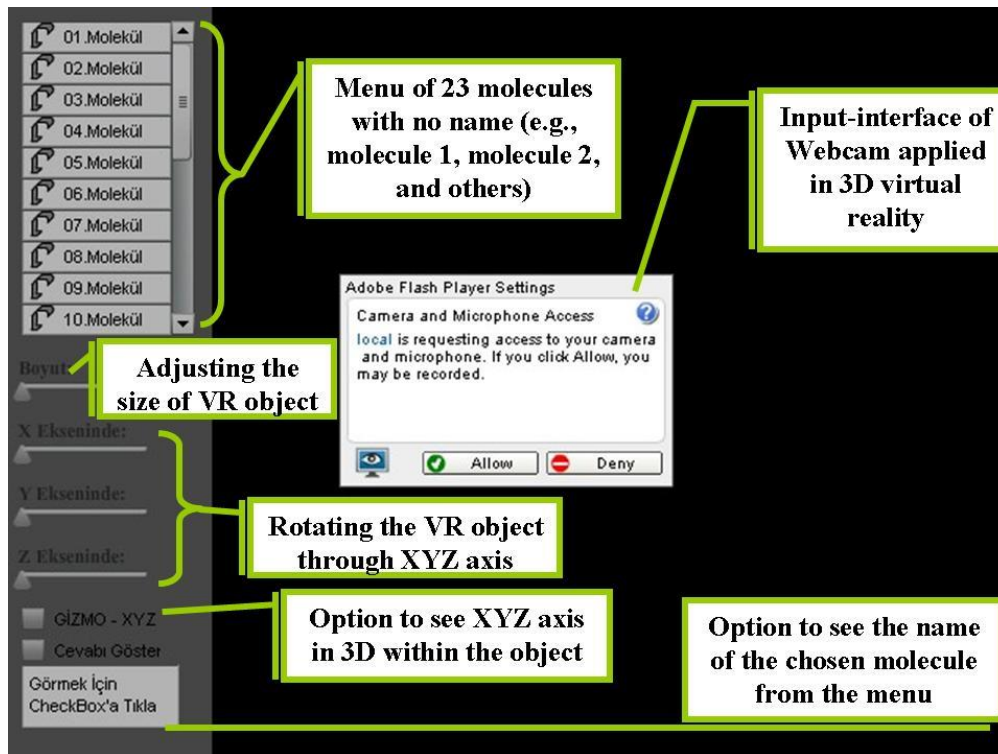 01.Molekül
02.Molekül
03.Molekül
04.Molekül
05.Molekül
06.Molekül
07.Molekül
08.Molekül
09.Molekül
10.Molekül
Menu of 23 molecules
with no name (e.g.,
molecule 1, molecule 2,
and others)
Input-interface of
Webcam applied
in 3D virtual
reality
Adobe Flash Player Settings
Camera and Microphone Access
local is requesting access to your camera
and microphone. If you click Allow, you
may be recorded.
Allow
Deny
Boyut:
Adjusting the
size of VR object
X Ekseninde:
Y Ekseninde:
Z Ekseninde:
Rotating the VR object
through XYZ axis
GİZMO - XYZ
Cevabı Göster
Option to see XYZ axis
in 3D within the object
Görmek İçin
CheckBox'a Tıkla
Option to see the name
of the chosen molecule
from the menu